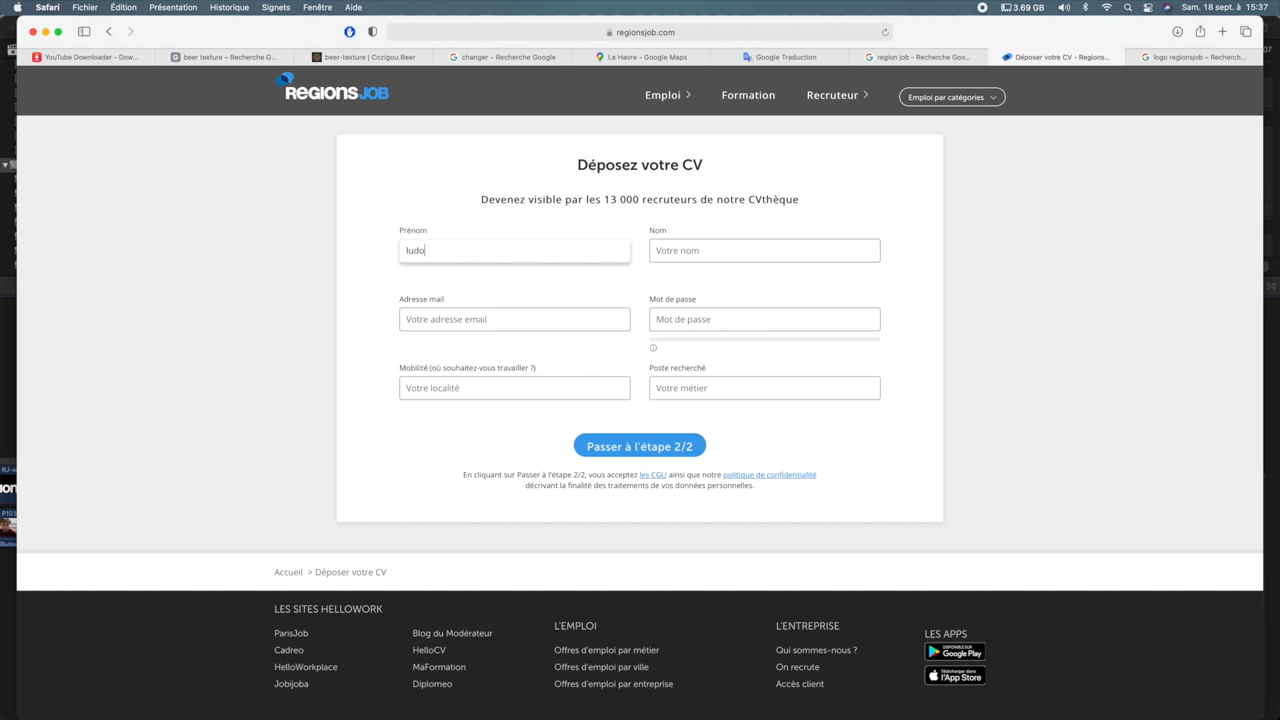 Safari Fichier Édition Présentation Historique Signets Fenêtre Aide
3.69 GB Sam. 18 sept. à 15:37
regionsjob.com
YouTube Downloader - Dow...
beer texture – Recherche G...
beer-texture | Cozigou.Beer
changer - Recherche Google
Le Havre - Google Maps
Google Traduction
region job - Recherche Goo...
Déposer votre CV - Regions...
logo regionsjob – Recherch...
REGIONSJOB
Emploi
Formation
Recruteur
Emploi par catégories
Déposez votre CV
Devenez visible par les 13 000 recruteurs de notre CVthèque
Prénom
Nom
ludo
Votre nom
Adresse mail
Mot de passe
Votre adresse email
Mot de passe
Mobilité (où souhaitez-vous travailler ?)
Poste recherché
Votre localité
Votre métier
Passer à l'étape 2/2
En cliquant sur Passer à l'étape 2/2, vous acceptez les CGU ainsi que notre politique de confidentialité
décrivant la finalité des traitements de vos données personnelles.
Accueil > Déposer votre CV
LES SITES HELLOWORK
ParisJob
Cadreo
HelloWorkplace
Jobijoba
Blog du Modérateur
HelloCV
MaFormation
Diplomeo
L'EMPLOI
Offres d'emploi par métier
Offres d'emploi par ville
Offres d'emploi par entreprise
L'ENTREPRISE
Qui sommes-nous ?
On recrute
Accès client
LES APPS
DISPONIBLE SUR
Google Play
Télécharger dans
l'App Store